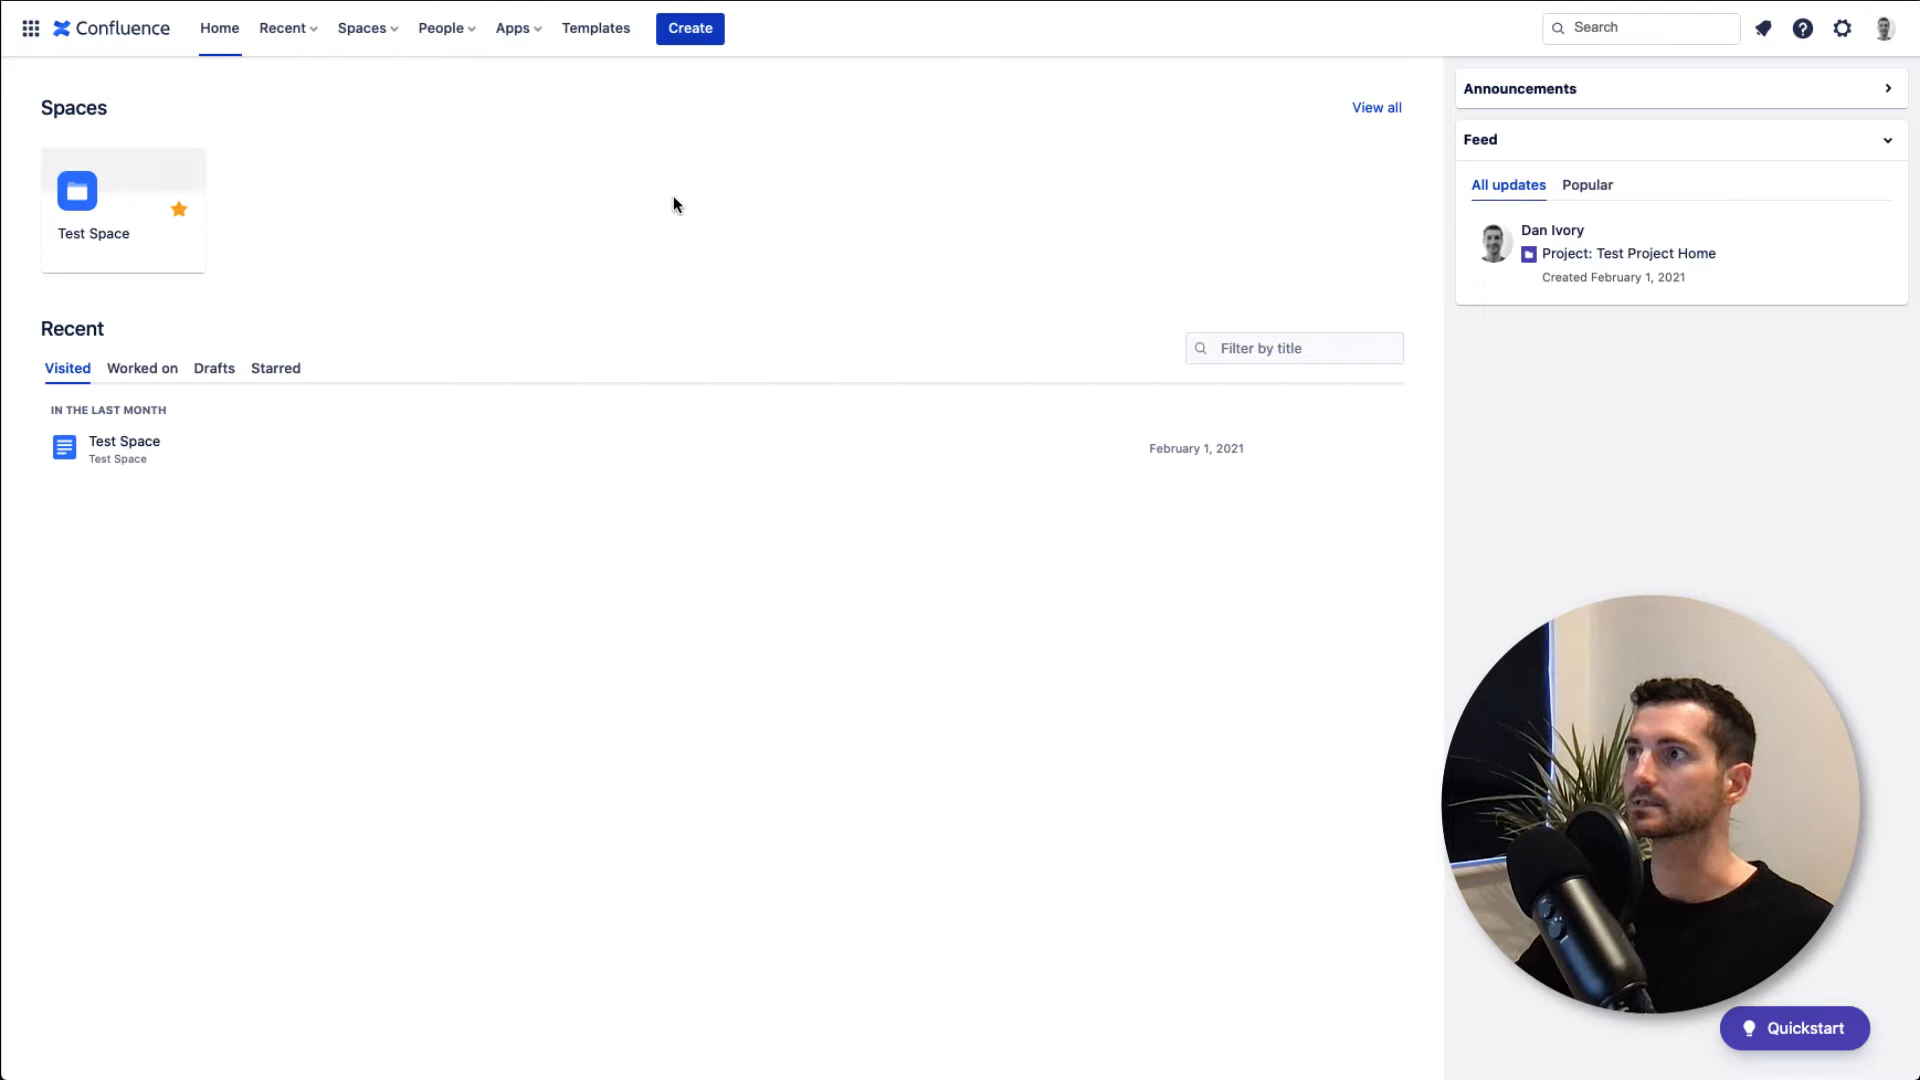 Confluence Home Recent Spaces People Apps Templates Create Search
Spaces
View all
Test Space
Recent
Filter by title
Visited Worked on Drafts Starred
IN THE LAST MONTH
Test Space
Test Space
February 1, 2021
Announcements
Feed
All updates Popular
Dan Ivory
Project: Test Project Home
Created February 1, 2021
Quickstart